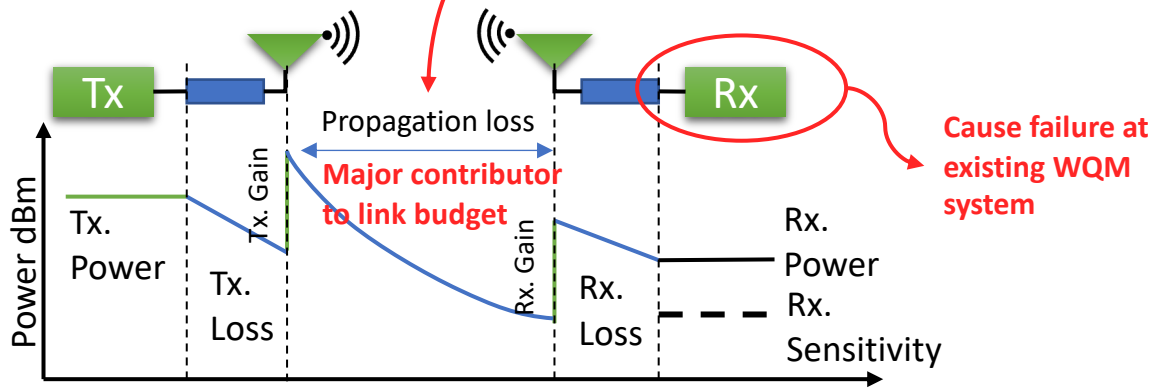 Tx
Rx
Propagation loss
Major contributor
to link budget
Cause failure at
existing WQM
system
Power dBm
Tx.
Power
Tx.
Loss
Tx. Gain
Rx. Gain
Rx.
Loss
Rx.
Power
Rx.
Sensitivity